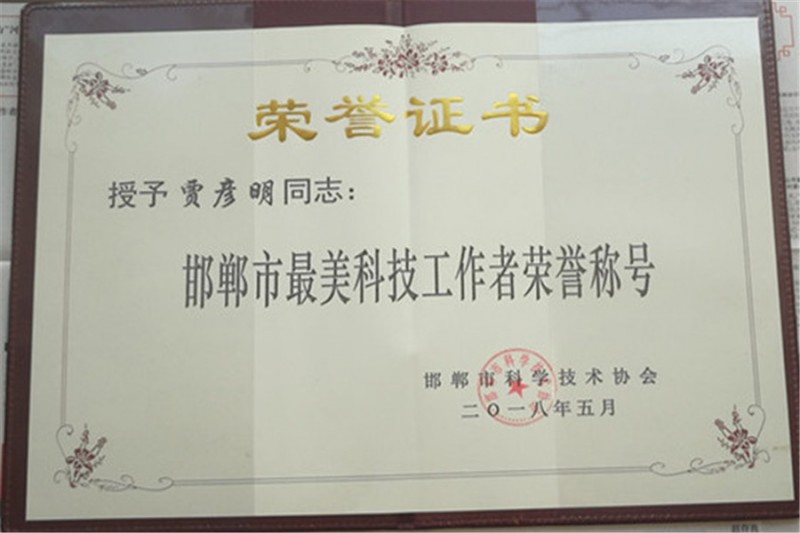 荣誉证书
授予贾彦明同志：
邯郸市最美科技工作者荣誉称号
邯郸市科学技术协会
二〇一八年五月